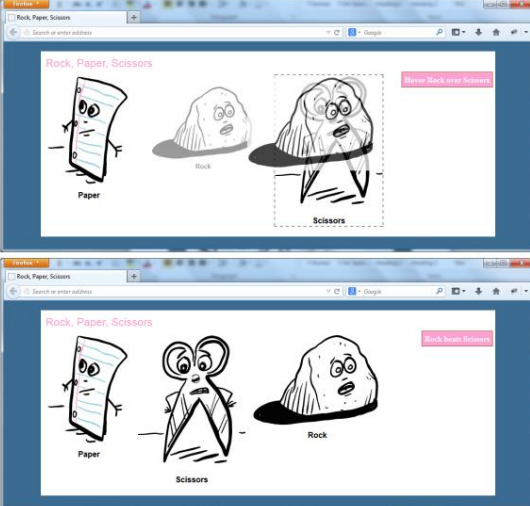 Firefox
Rock, Paper, Scissors
Search or enter address
Google
Rock, Paper, Scissors
Hover Rock over Scissors
Rock
Paper
Scissors
Firefox
Rock, Paper, Scissors
Search or enter address
Google
Rock, Paper, Scissors
Rock beats Scissors
Rock
Paper
Scissors